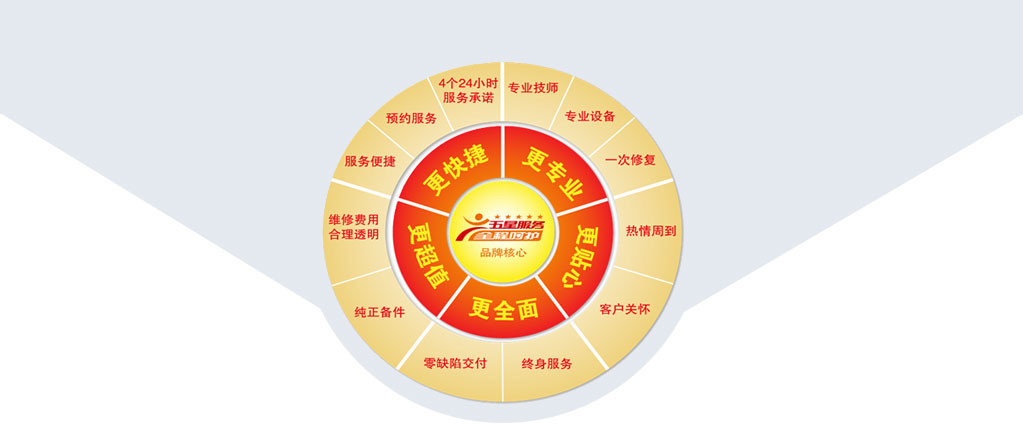 4个24小时
服务承诺
专业技师
预约服务
专业设备
服务便捷
一次修复
更快捷
更专业
维修费用
合理透明
热情周到
五星服务
全程呵护
品牌核心
更超值
更贴心
更全面
纯正备件
客户关怀
零缺陷交付
终身服务